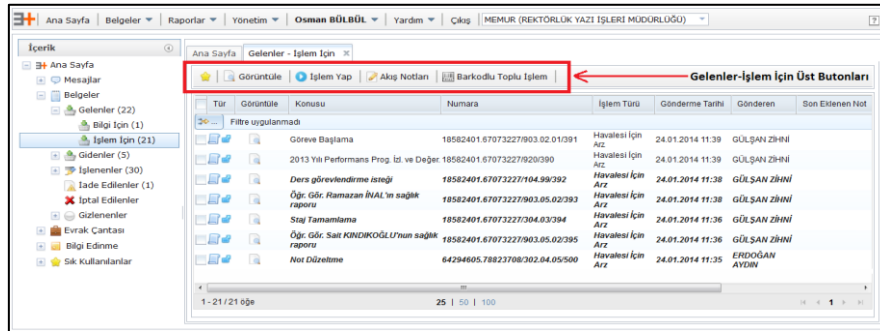 Ana Sayfa | Belgeler | Raporlar | Yönetim | Osman BÜLBÜL | Yardım | Çıkış | MEMUR (REKTÖRLÜK YAZI İŞLERİ MÜDÜRLÜĞÜ)
İçerik
Ana Sayfa
Mesajlar
Belgeler
Gelenler (22)
Bilgi İçin (1)
İşlem İçin (21)
Gidenler (5)
İşlenenler (30)
İade Edilenler (1)
İptal Edilenler
Gizlenenler
Evrak Çantası
Bilgi Edinme
Sık Kullanılanlar
Ana Sayfa Gelenler - İşlem İçin ×
Görüntüle | İşlem Yap | Akış Notları | Barkodlu Toplu İşlem
Gelenler-İşlem İçin Üst Butonları
Tür Görüntüle Konusu Numara İşlem Türü Gönderme Tarihi Gönderen Son Eklenen Not
... Filtre uygulanmadı
Göreve Başlama 18582401.67073227/903.02.01/391 Havalesi İçin Arz 24.01.2014 11:39 GÜLŞAN ZİHNİ
2013 Yılı Performans Prog. İzl. ve Değer. 18582401.67073227/920/390 Havalesi İçin Arz 24.01.2014 11:39 GÜLŞAN ZİHNİ
Ders görevlendirme isteği 18582401.67073227/104.99/392 Havalesi İçin Arz 24.01.2014 11:38 GÜLŞAN ZİHNİ
Öğr. Gör. Ramazan İNAL'ın sağlık raporu 18582401.67073227/903.05.02/393 Havalesi İçin Arz 24.01.2014 11:38 GÜLŞAN ZİHNİ
Staj Tamamlama 18582401.67073227/304.03/394 Havalesi İçin Arz 24.01.2014 11:36 GÜLŞAN ZİHNİ
Öğr. Gör. Sait KINDIKOĞLU'nun sağlık raporu 18582401.67073227/903.05.02/395 Havalesi İçin Arz 24.01.2014 11:36 GÜLŞAN ZİHNİ
Not Düzeltme 64294605.78823708/302.04.05/500 Havalesi İçin Arz 24.01.2014 11:35 ERDOĞAN AYDIN
1 - 21 / 21 öğe 25 | 50 | 100 1